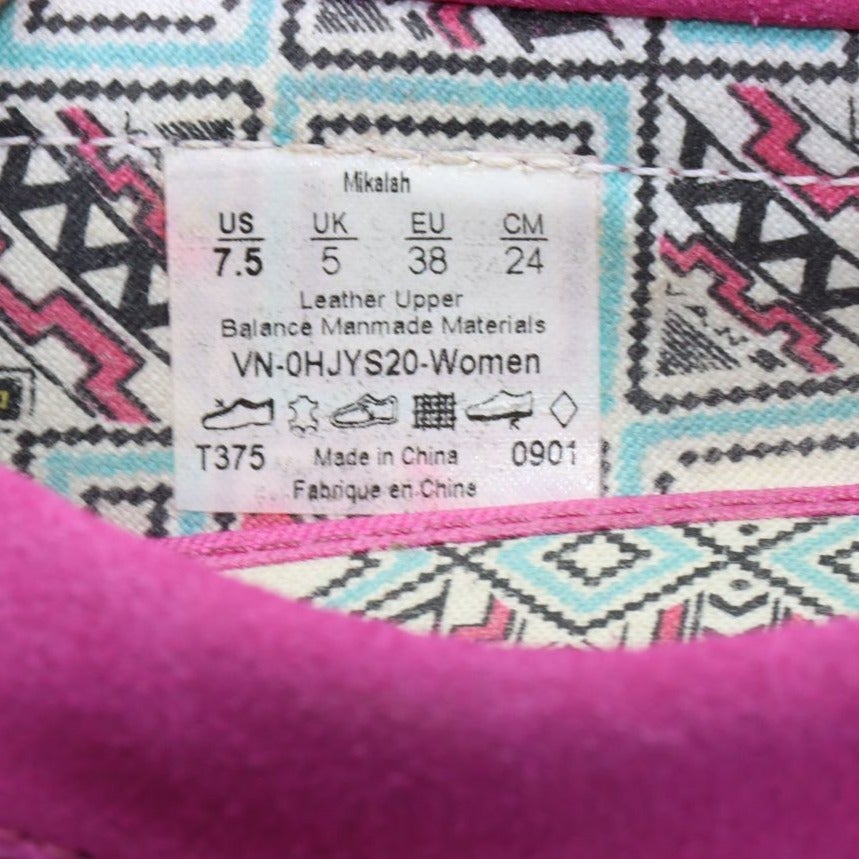 Mikalah
US UK EU CM
7.5 5 38 24
Leather Upper
Balance Manmade Materials
VN-0HJYS20-Women
T375 Made in China 0901
Fabrique en Chine